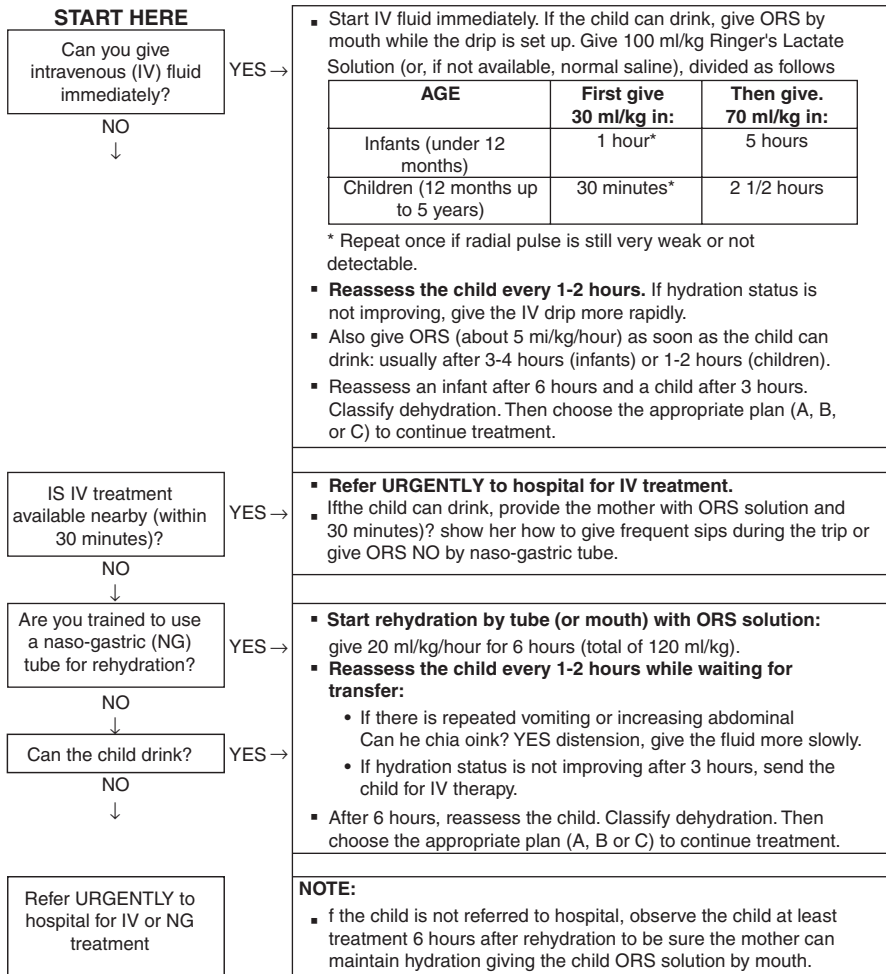 START HERE
Can you give
intravenous (IV) fluid
immediately?
YES →
NO
↓
▪ Start IV fluid immediately. If the child can drink, give ORS by
mouth while the drip is set up. Give 100 ml/kg Ringer's Lactate
Solution (or, if not available, normal saline), divided as follows
AGE
First give
30 ml/kg in:
Then give.
70 ml/kg in:
Infants (under 12
months)
1 hour*
5 hours
Children (12 months up
to 5 years)
30 minutes*
2 1/2 hours
* Repeat once if radial pulse is still very weak or not
detectable.
▪ Reassess the child every 1-2 hours. If hydration status is
not improving, give the IV drip more rapidly.
▪ Also give ORS (about 5 mi/kg/hour) as soon as the child can
drink: usually after 3-4 hours (infants) or 1-2 hours (children).
▪ Reassess an infant after 6 hours and a child after 3 hours.
Classify dehydration. Then choose the appropriate plan (A, B,
or C) to continue treatment.
IS IV treatment
available nearby (within
30 minutes)?
YES →
NO
↓
▪ Refer URGENTLY to hospital for IV treatment.
▪ Ifthe child can drink, provide the mother with ORS solution and
30 minutes)? show her how to give frequent sips during the trip or
give ORS NO by naso-gastric tube.
Are you trained to use
a naso-gastric (NG)
tube for rehydration?
YES →
NO
↓
Can the child drink?
YES →
NO
↓
▪ Start rehydration by tube (or mouth) with ORS solution:
give 20 ml/kg/hour for 6 hours (total of 120 ml/kg).
▪ Reassess the child every 1-2 hours while waiting for
transfer:
• If there is repeated vomiting or increasing abdominal
Can he chia oink? YES distension, give the fluid more slowly.
• If hydration status is not improving after 3 hours, send the
child for IV therapy.
▪ After 6 hours, reassess the child. Classify dehydration. Then
choose the appropriate plan (A, B or C) to continue treatment.
Refer URGENTLY to
hospital for IV or NG
treatment
NOTE:
▪ f the child is not referred to hospital, observe the child at least
treatment 6 hours after rehydration to be sure the mother can
maintain hydration giving the child ORS solution by mouth.